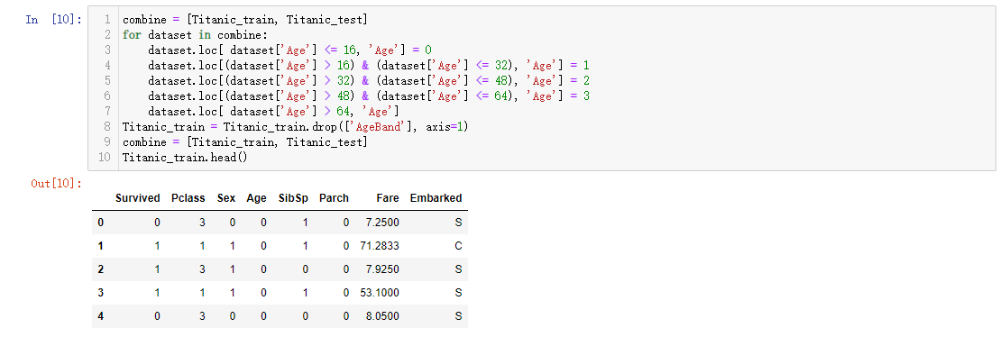 In [10]:
1 combine = [Titanic_train, Titanic_test]
2 for dataset in combine:
3     dataset.loc[ dataset['Age'] <= 16, 'Age'] = 0
4     dataset.loc[(dataset['Age'] > 16) & (dataset['Age'] <= 32), 'Age'] = 1
5     dataset.loc[(dataset['Age'] > 32) & (dataset['Age'] <= 48), 'Age'] = 2
6     dataset.loc[(dataset['Age'] > 48) & (dataset['Age'] <= 64), 'Age'] = 3
7     dataset.loc[ dataset['Age'] > 64, 'Age']
8 Titanic_train = Titanic_train.drop(['AgeBand'], axis=1)
9 combine = [Titanic_train, Titanic_test]
10 Titanic_train.head()
Out[10]:
Survived Pclass Sex Age SibSp Parch Fare Embarked
0 0 3 0 0 1 0 7.2500 S
1 1 1 1 0 1 0 71.2833 C
2 1 3 1 0 0 0 7.9250 S
3 1 1 1 0 1 0 53.1000 S
4 0 3 0 0 0 0 8.0500 S